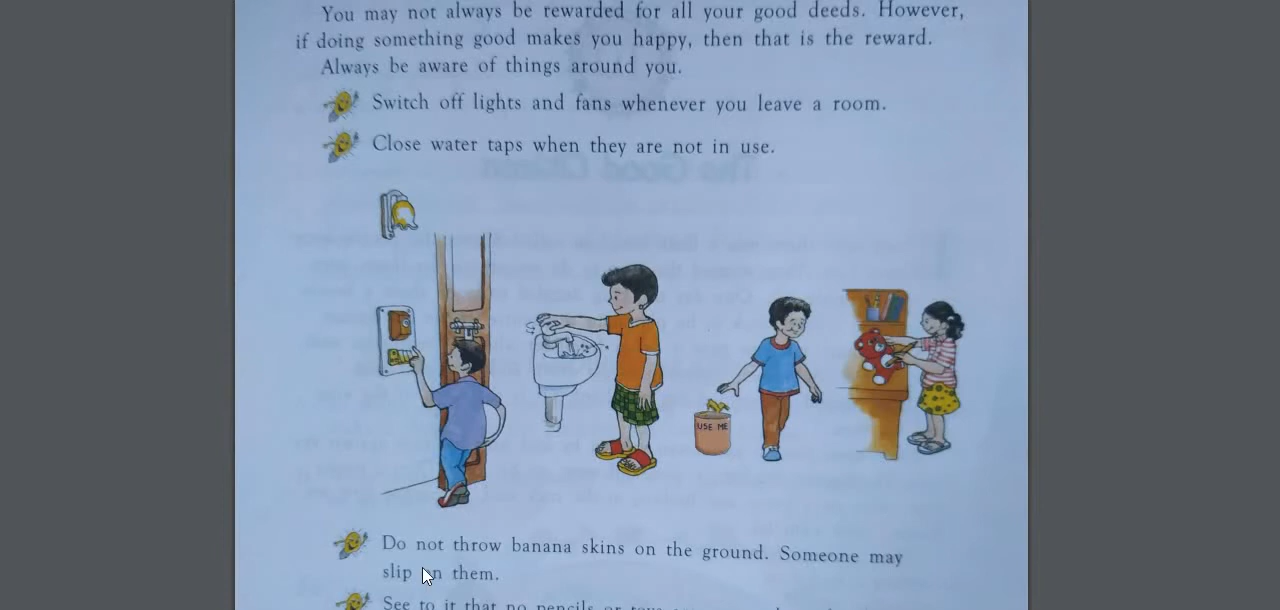 You may not always be rewarded for all your good deeds. However,
if doing something good makes you happy, then that is the reward.
Always be aware of things around you.
Switch off lights and fans whenever you leave a room.
Close water taps when they are not in use.
USE ME
Do not throw banana skins on the ground. Someone may
slip on them.
See to it that no pencils or toys